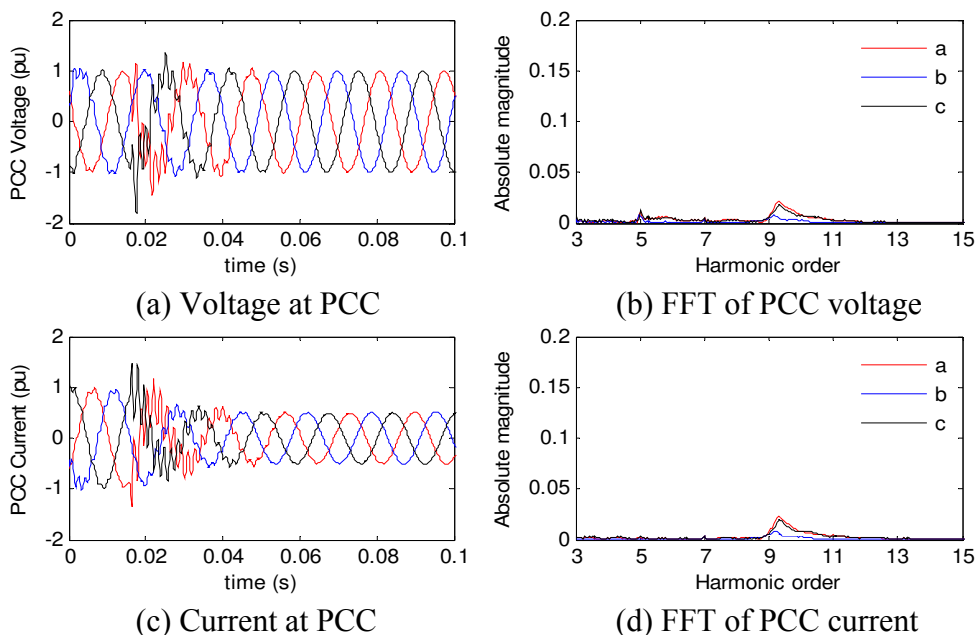 2
1
0
-1
-2
PCC Voltage (pu)
0 0.02 0.04 0.06 0.08 0.1
time (s)
(a) Voltage at PCC
0.2
0.15
0.1
0.05
0
Absolute magnitude
a
b
c
3 5 7 9 11 13 15
Harmonic order
(b) FFT of PCC voltage
2
1
0
-1
-2
PCC Current (pu)
0 0.02 0.04 0.06 0.08 0.1
time (s)
(c) Current at PCC
0.2
0.15
0.1
0.05
0
Absolute magnitude
a
b
c
3 5 7 9 11 13 15
Harmonic order
(d) FFT of PCC current